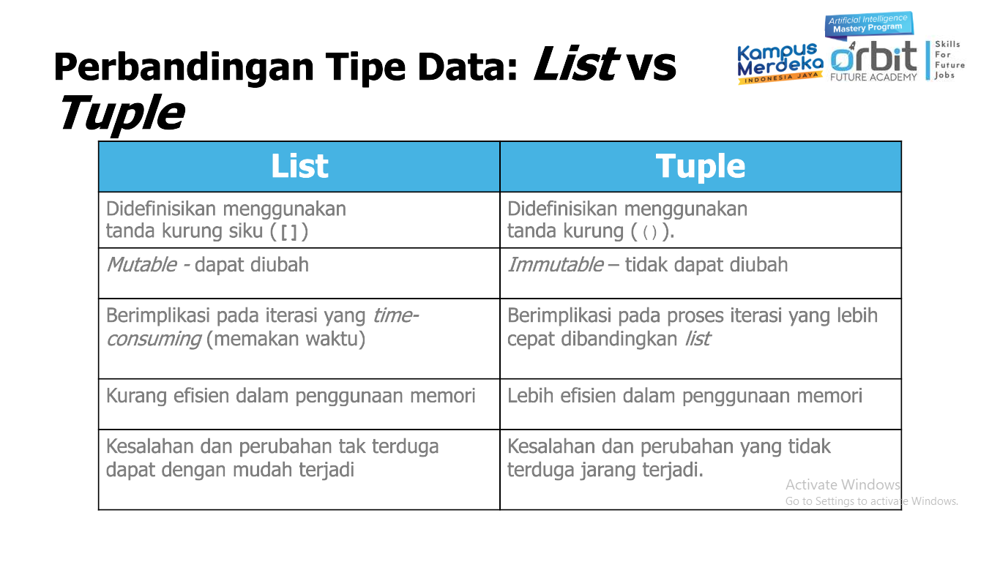 Artificial Intelligence
Mastery Program
Kampus
Merdeka
INDONESIA JAYA
orbit
FUTURE ACADEMY
Skills
For
Future
Jobs
Perbandingan Tipe Data: List vs
Tuple
List
Tuple
Didefinisikan menggunakan
tanda kurung siku ([])
Didefinisikan menggunakan
tanda kurung (()).
Mutable - dapat diubah
Immutable – tidak dapat diubah
Berimplikasi pada iterasi yang time-
consuming (memakan waktu)
Berimplikasi pada proses iterasi yang lebih
cepat dibandingkan list
Kurang efisien dalam penggunaan memori
Lebih efisien dalam penggunaan memori
Kesalahan dan perubahan tak terduga
dapat dengan mudah terjadi
Kesalahan dan perubahan yang tidak
terduga jarang terjadi.
Activate Windows
Go to Settings to activate Windows.